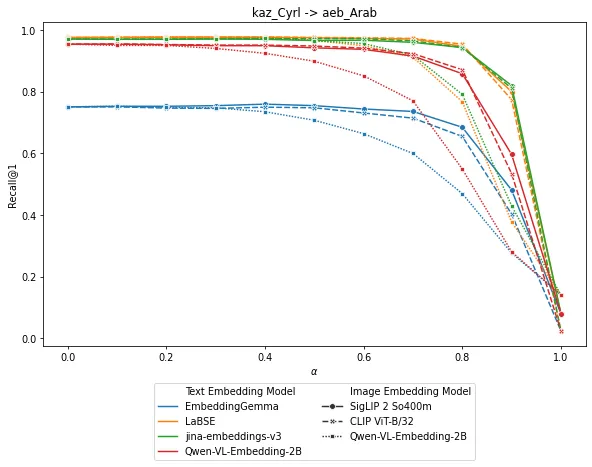 kaz_Cyrl -> aeb_Arab
Recall@1
1.0
0.8
0.6
0.4
0.2
0.0
0.0 0.2 0.4 0.6 0.8 1.0
α
Text Embedding Model
EmbeddingGemma
LaBSE
jina-embeddings-v3
Qwen-VL-Embedding-2B
Image Embedding Model
SigLIP 2 So400m
CLIP ViT-B/32
Qwen-VL-Embedding-2B